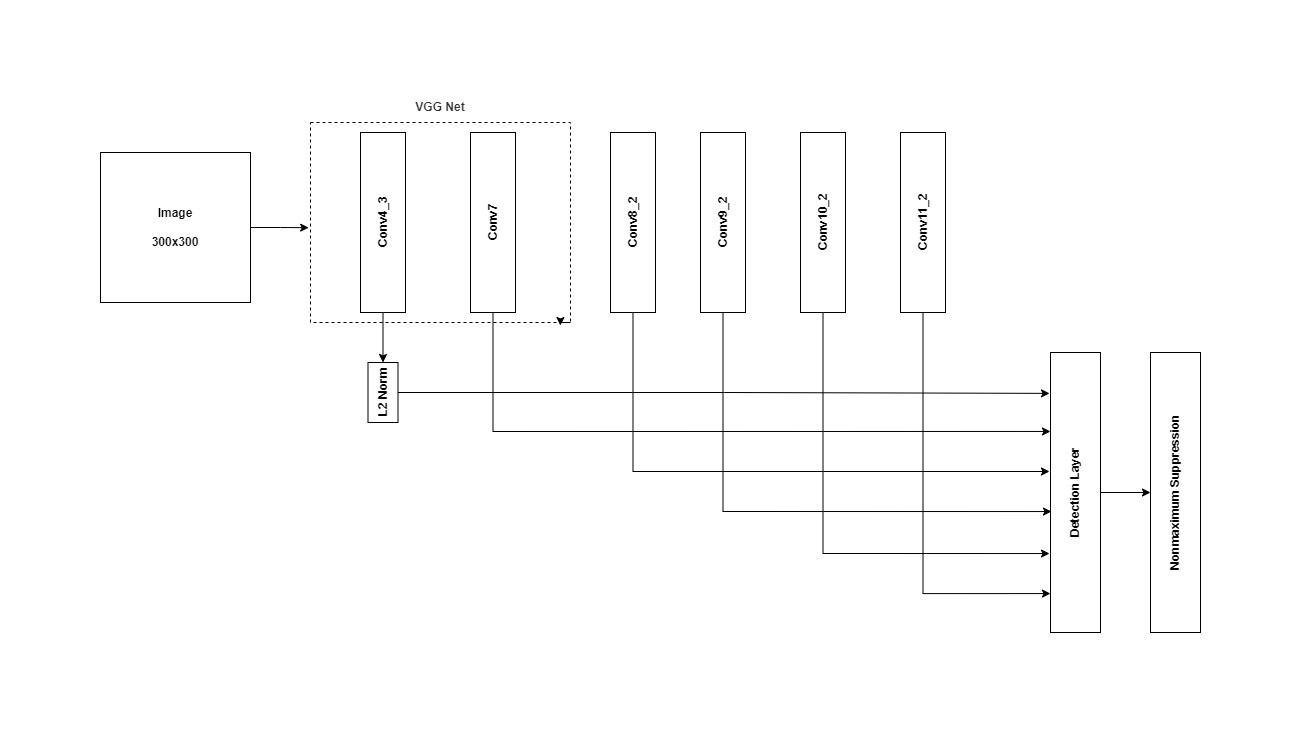 VGG Net
Image
300x300
Conv4_3
Conv7
Conv8_2
Conv9_2
Conv10_2
Conv11_2
L2 Norm
Detection Layer
Nonmaximum Suppression